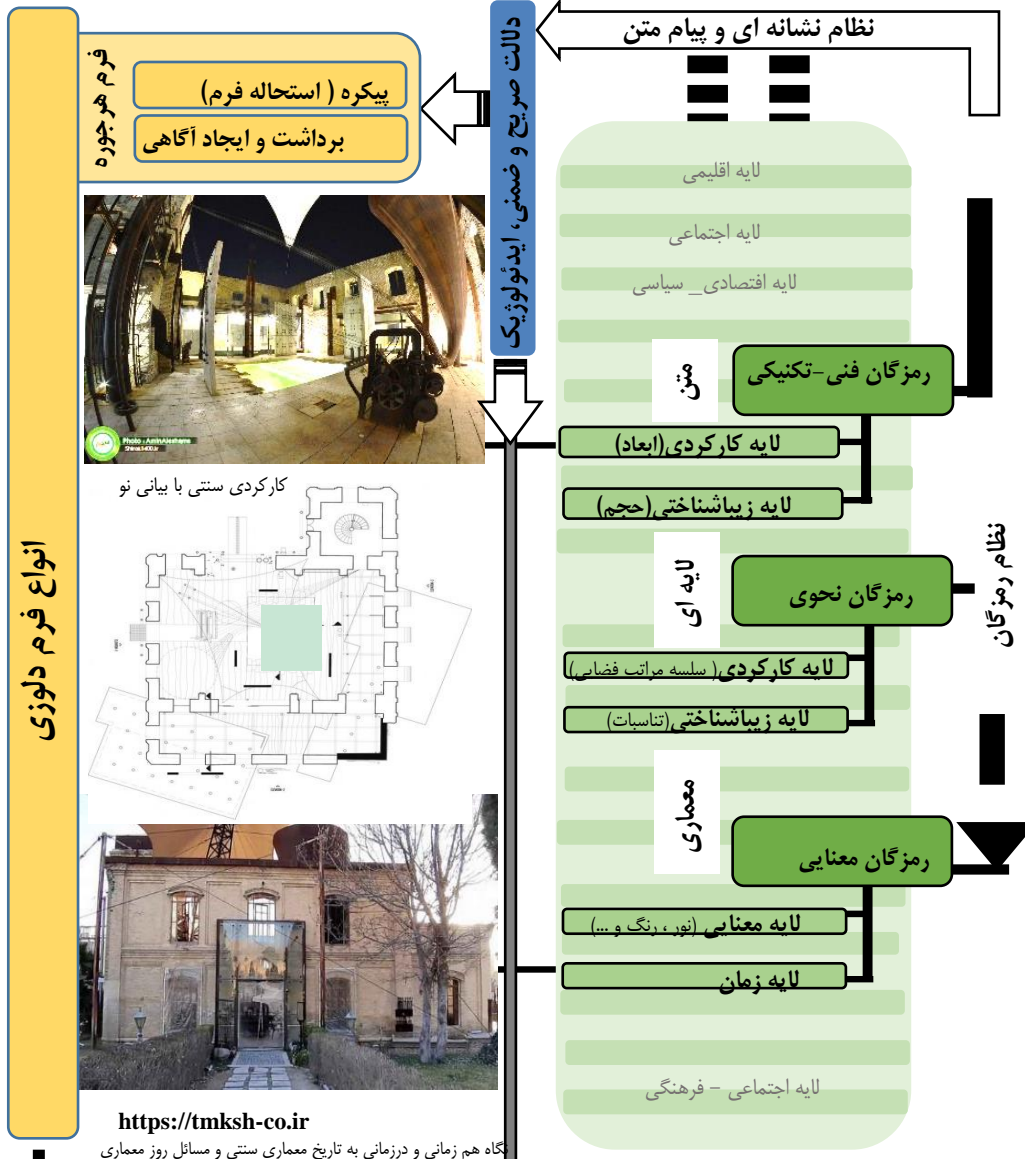 نظام نشانه ای و پیام متن
دلالت صریح و ضمنی، ایدئولوژیک
فرم هرجوره
پیکره ( استحاله فرم)
برداشت و ایجاد آگاهی
انواع فرم دلوزی
لایه اقلیمی
لایه اجتماعی
لایه اقتصادی_ سیاسی
متن
رمزگان فنی-تکنیکی
لایه کارکردی(ابعاد)
لایه زیباشناختی(حجم)
نظام رمزگان
لایه ای
رمزگان نحوی
لایه کارکردی( سلسه مراتب فضایی)
لایه زیباشناختی(تناسبات)
معماری
رمزگان معنایی
لایه معنایی (نور ، رنگ و ...)
لایه زمان
لایه اجتماعی - فرهنگی
Photo : AminAleshams
Shiraz1400.ir
کارکردی سنتی با بیانی نو
https://tmksh-co.ir
نگاه هم زمانی و درزمانی به تاریخ معماری سنتی و مسائل روز معماری